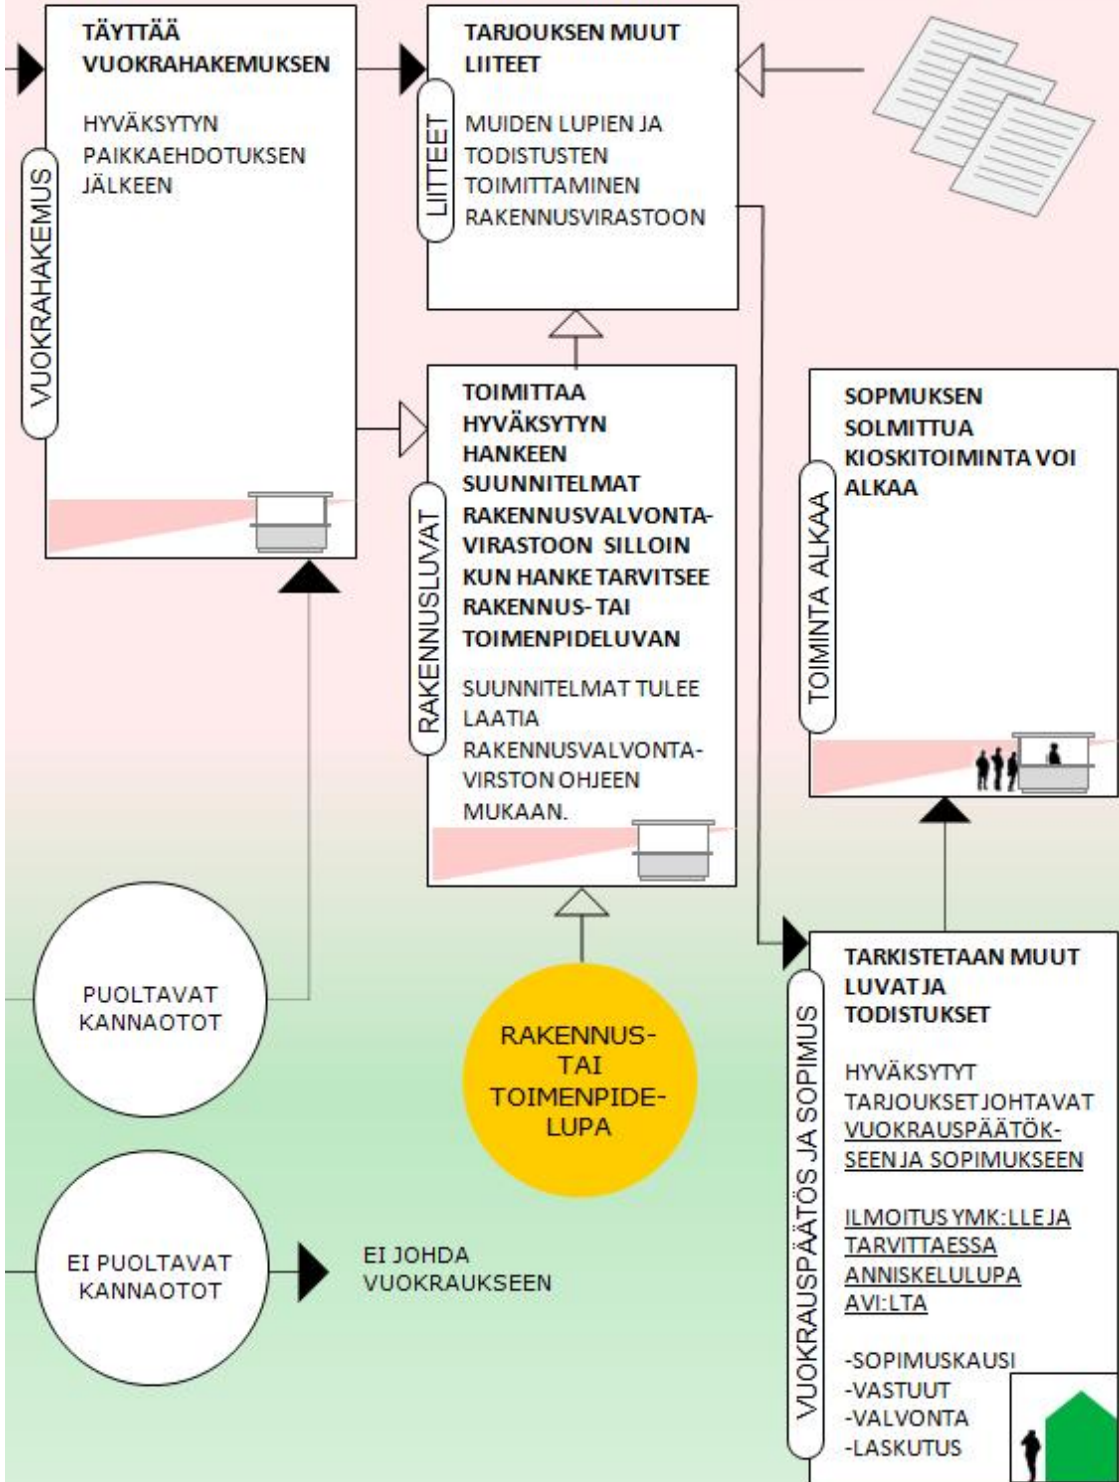 TÄYTTÄÄ
VUOKRAHAKEMUKSEN
HYVÄKSYTYN
PAIKKAEHDOTUKSEN
JÄLKEEN
VUOKRAHAKEMUS
TARJOUKSEN MUUT
LIITEET
MUIDEN LUPIEN JA
TODISTUSTEN
TOIMITTAMINEN
RAKENNUSVIRASTOON
LIITTEET
TOIMITTAA
HYVÄKSYTYN
HANKEEN
SUUNNITELMAT
RAKENNUSVALVONTA-
VIRASTOON SILLOIN
KUN HANKE TARVITSEE
RAKENNUS- TAI
TOIMENPIDELUVAN
SUUNNITELMAT TULEE
LAATIA
RAKENNUSVALVONTA-
VIRSTON OHJEEN
MUKAAN.
RAKENNUSLUVAT
SOPMUKSEN
SOLMITTUA
KIOSKITOIMINTA VOI
ALKAA
TOIMINTA ALKAA
PUOLTAVAT
KANNAOTOT
RAKENNUS-
TAI
TOIMENPIDE-
LUPA
EI PUOLTAVAT
KANNAOTOT
EI JOHDA
VUOKRAUKSEEN
TARKISTETAAN MUUT
LUVAT JA
TODISTUKSET
HYVÄKSYTYT
TARJOUKSET JOHTAVAT
VUOKRAUSPÄÄTÖK-
SEEN JA SOPIMUKSEEN
ILMOITUS YMK:LLE JA
TARVITTAESSA
ANNISKELULUPA
AVI:LTA
-SOPIMUSKAUSI
-VASTUUT
-VALVONTA
-LASKUTUS
VUOKRAUSPÄÄTÖS JA SOPIMUS